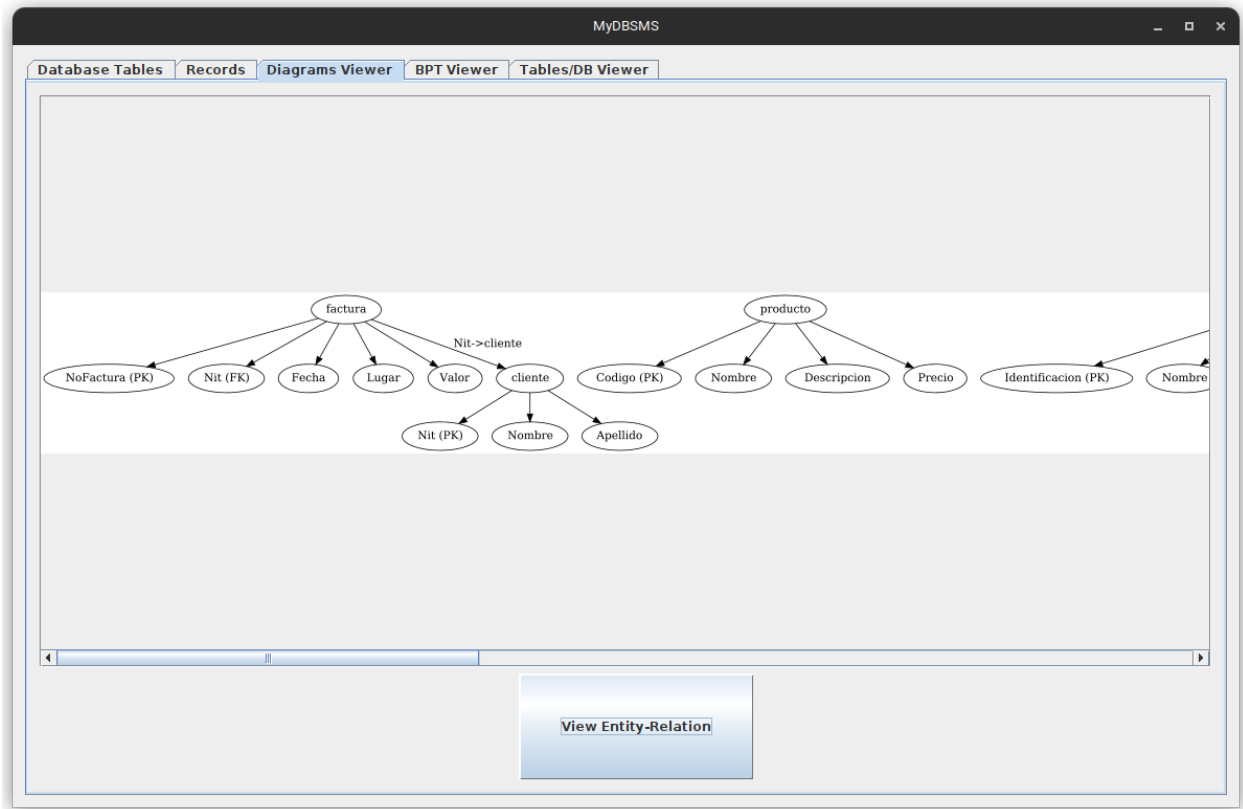 MyDBSMS
Database Tables Records Diagrams Viewer BPT Viewer Tables/DB Viewer
factura producto
Nit->cliente
NoFactura (PK) Nit (FK) Fecha Lugar Valor cliente Codigo (PK) Nombre Descripcion Precio Identificacion (PK) Nombre
Nit (PK) Nombre Apellido
View Entity-Relation